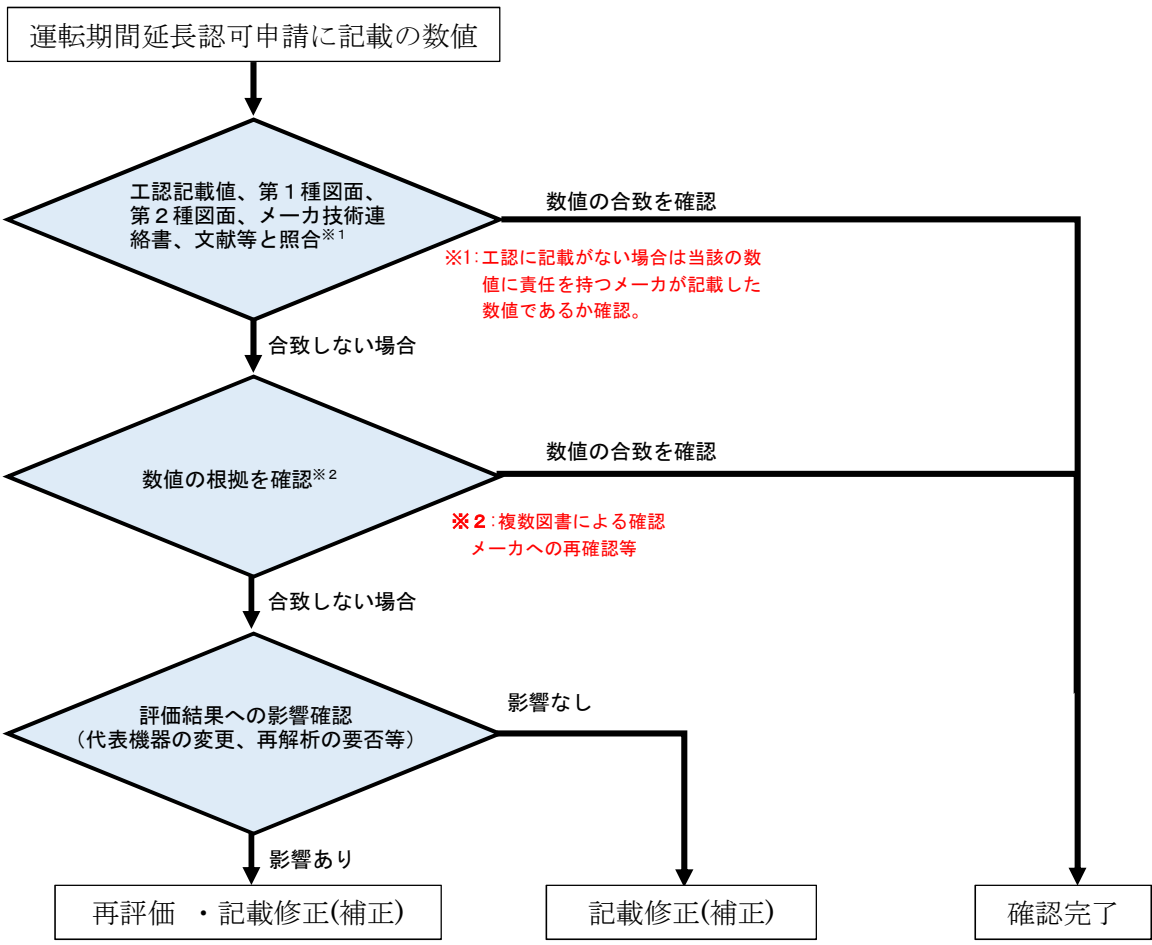 運転期間延長認可申請に記載の数値
工認記載値、第１種図面、
第２種図面、メーカ技術連
絡書、文献等と照合※1
数値の合致を確認
※1:工認に記載がない場合は当該の数
値に責任を持つメーカが記載した
数値であるか確認。
合致しない場合
数値の根拠を確認※2
数値の合致を確認
※２:複数図書による確認
メーカへの再確認等
合致しない場合
評価結果への影響確認
（代表機器の変更、再解析の要否等）
影響なし
影響あり
再評価 ・記載修正(補正)
記載修正(補正)
確認完了